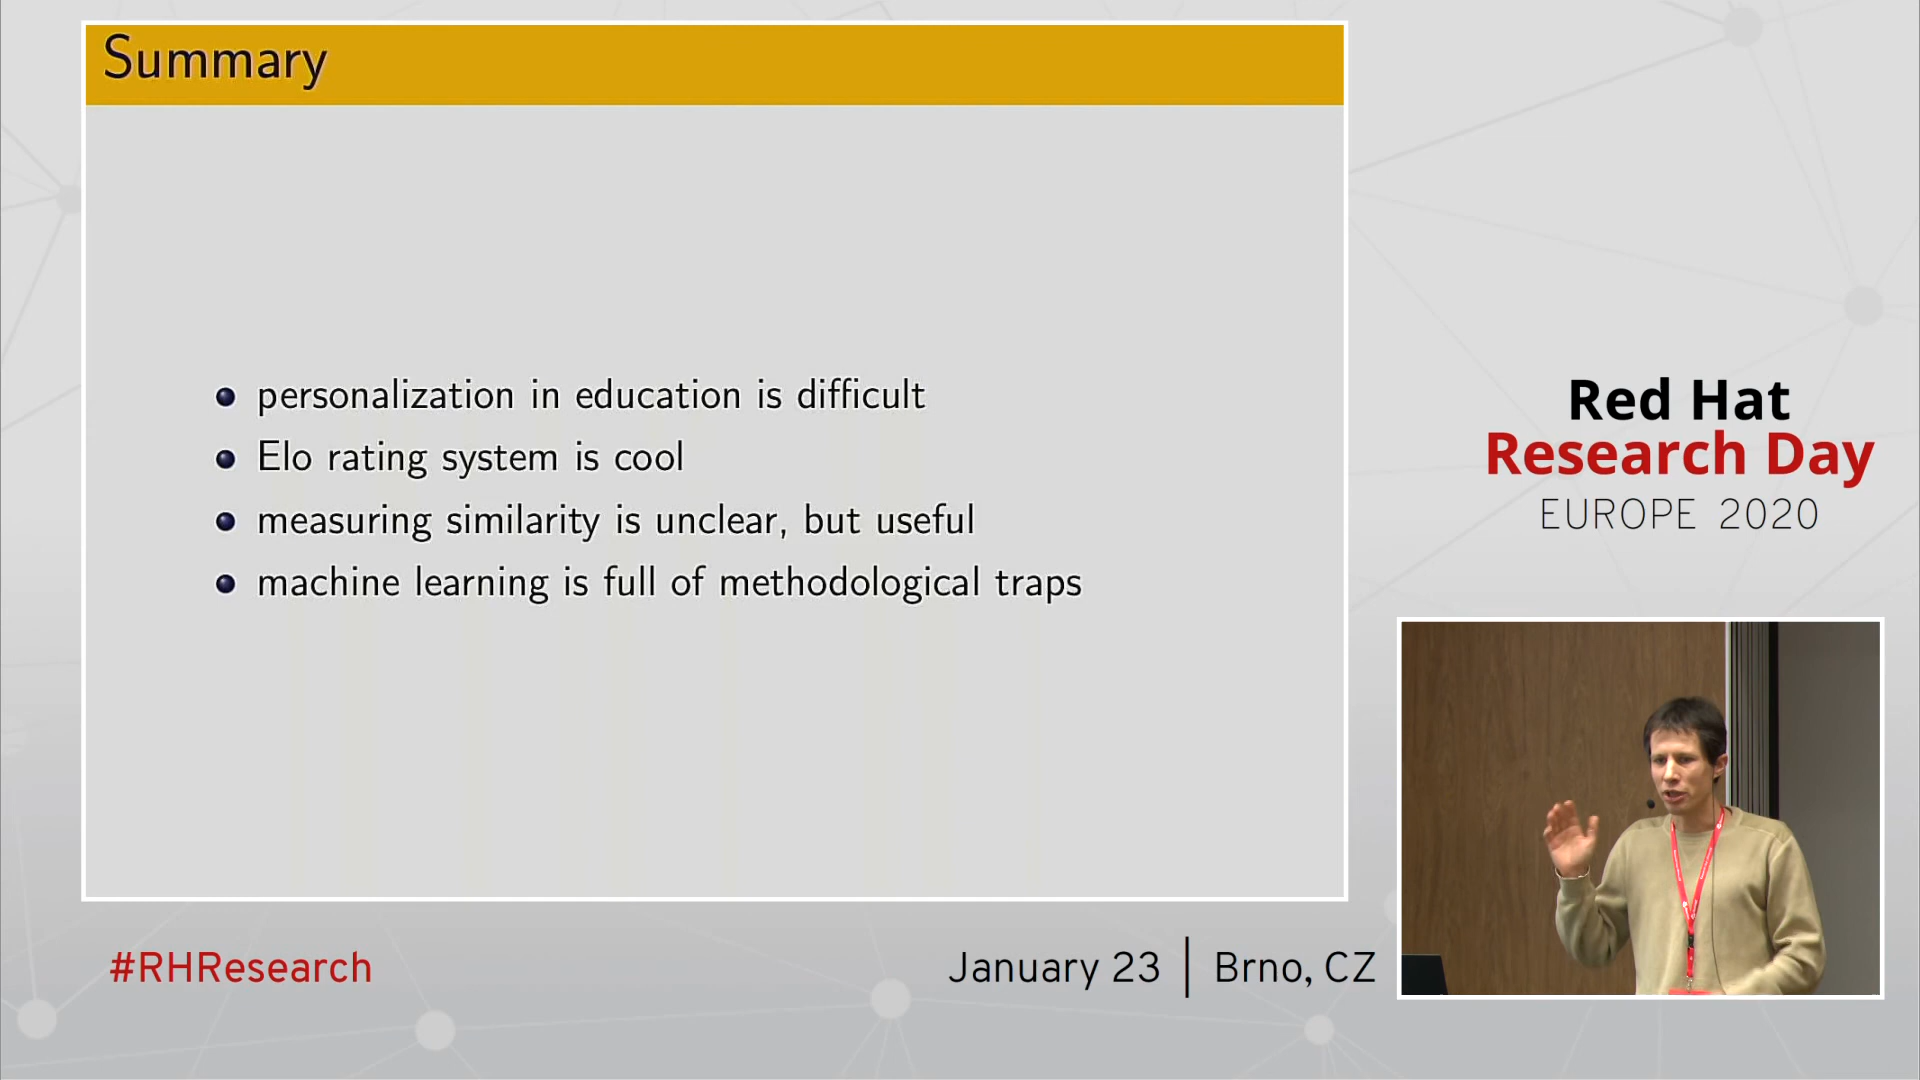 Summary
personalization in education is difficult
Elo rating system is cool
measuring similarity is unclear, but useful
machine learning is full of methodological traps
Red Hat
Research Day
EUROPE 2020
#RHResearch
January 23 | Brno, CZ